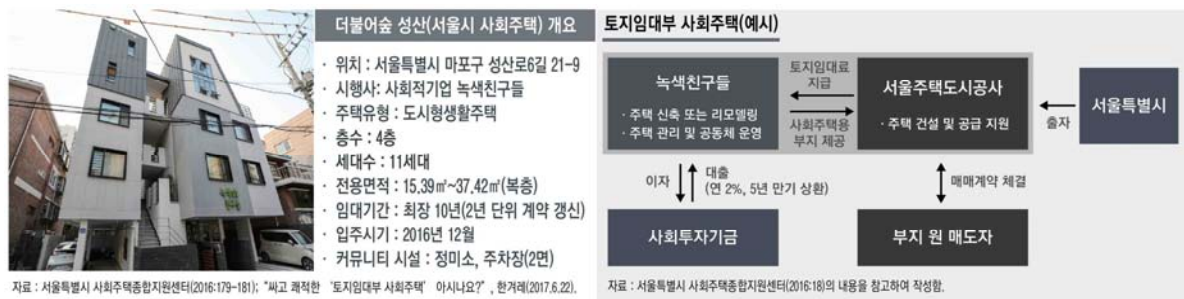 더불어숲 성산(서울시 사회주택) 개요
· 위치 : 서울특별시 마포구 성산로6길 21-9
· 시행사: 사회적기업 녹색친구들
· 주택유형 : 도시형생활주택
· 층수 : 4층
· 세대수 : 11세대
· 전용면적 : 15.39㎡~37.42㎡(복층)
· 임대기간 : 최장 10년(2년 단위 계약 갱신)
· 입주시기 : 2016년 12월
· 커뮤니티 시설 : 정미소, 주차장(2면)
자료 : 서울특별시 사회주택종합지원센터(2016:179-181); “싸고 쾌적한 ‘토지임대부 사회주택’ 아시나요?”, 한겨레(2017.6.22).
토지임대부 사회주택(예시)
녹색친구들
· 주택 신축 또는 리모델링
· 주택 관리 및 공동체 운영
토지임대료
지급
사회주택용
부지 제공
서울주택도시공사
· 주택 건설 및 공급 지원
출자
서울특별시
이자
대출
(연 2%, 5년 만기 상환)
매매계약 체결
사회투자기금
부지 원 매도자
자료 : 서울특별시 사회주택종합지원센터(2016:18)의 내용을 참고하여 작성함.